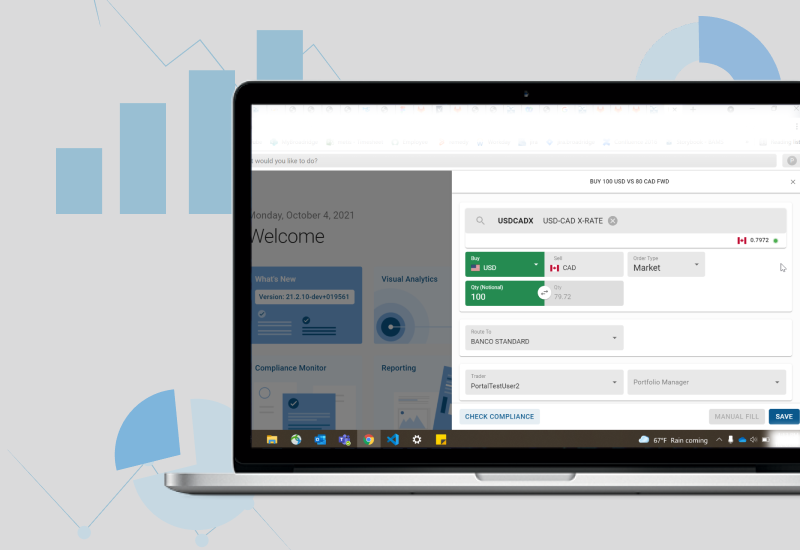 would you like to do?
BUY 100 USD VS 80 CAD FWD
Monday, October 4, 2021
Welcome
USDCADX USD-CAD X-RATE
0.7972
Buy
USD
Sell
CAD
Order Type
Market
Qty (Notional)
100
Qty
79.72
What's New
Version: 21.2.10-dev+019561
Visual Analytics
Route To
BANCO STANDARD
Compliance Monitor
Reporting
Trader
PortalTestUser2
Portfolio Manager
CHECK COMPLIANCE
MANUAL FILL
SAVE
67°F Rain coming